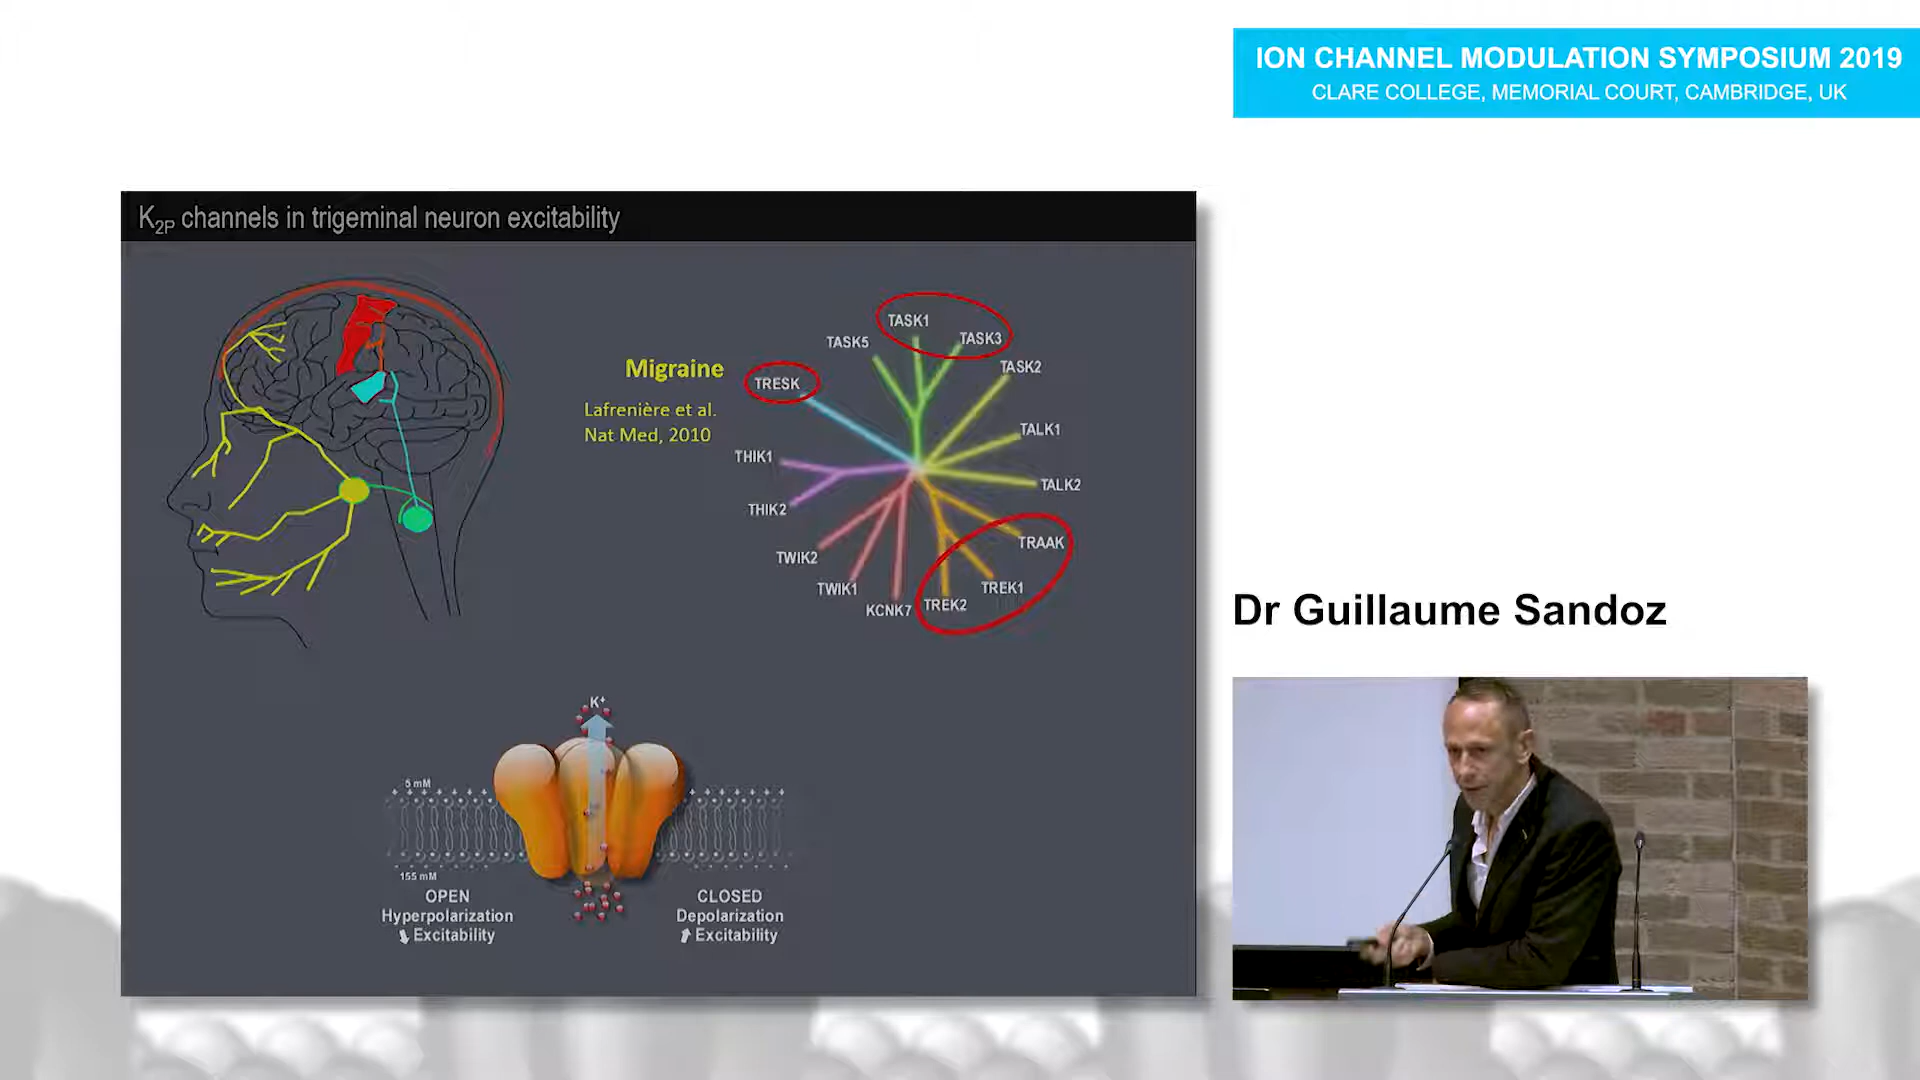 ION CHANNEL MODULATION SYMPOSIUM 2019
CLARE COLLEGE, MEMORIAL COURT, CAMBRIDGE, UK
K2P channels in trigeminal neuron excitability
Migraine
Lafrenière et al.
Nat Med, 2010
TASK1
TASK3
TASK5
TASK2
TRESK
TALK1
THIK1
TALK2
THIK2
TRAAK
TWIK2
TWIK1
TREK1
KCNK7
TREK2
Dr Guillaume Sandoz
K+
5 mM
155 mM
OPEN
Hyperpolarization
Excitability
CLOSED
Depolarization
Excitability